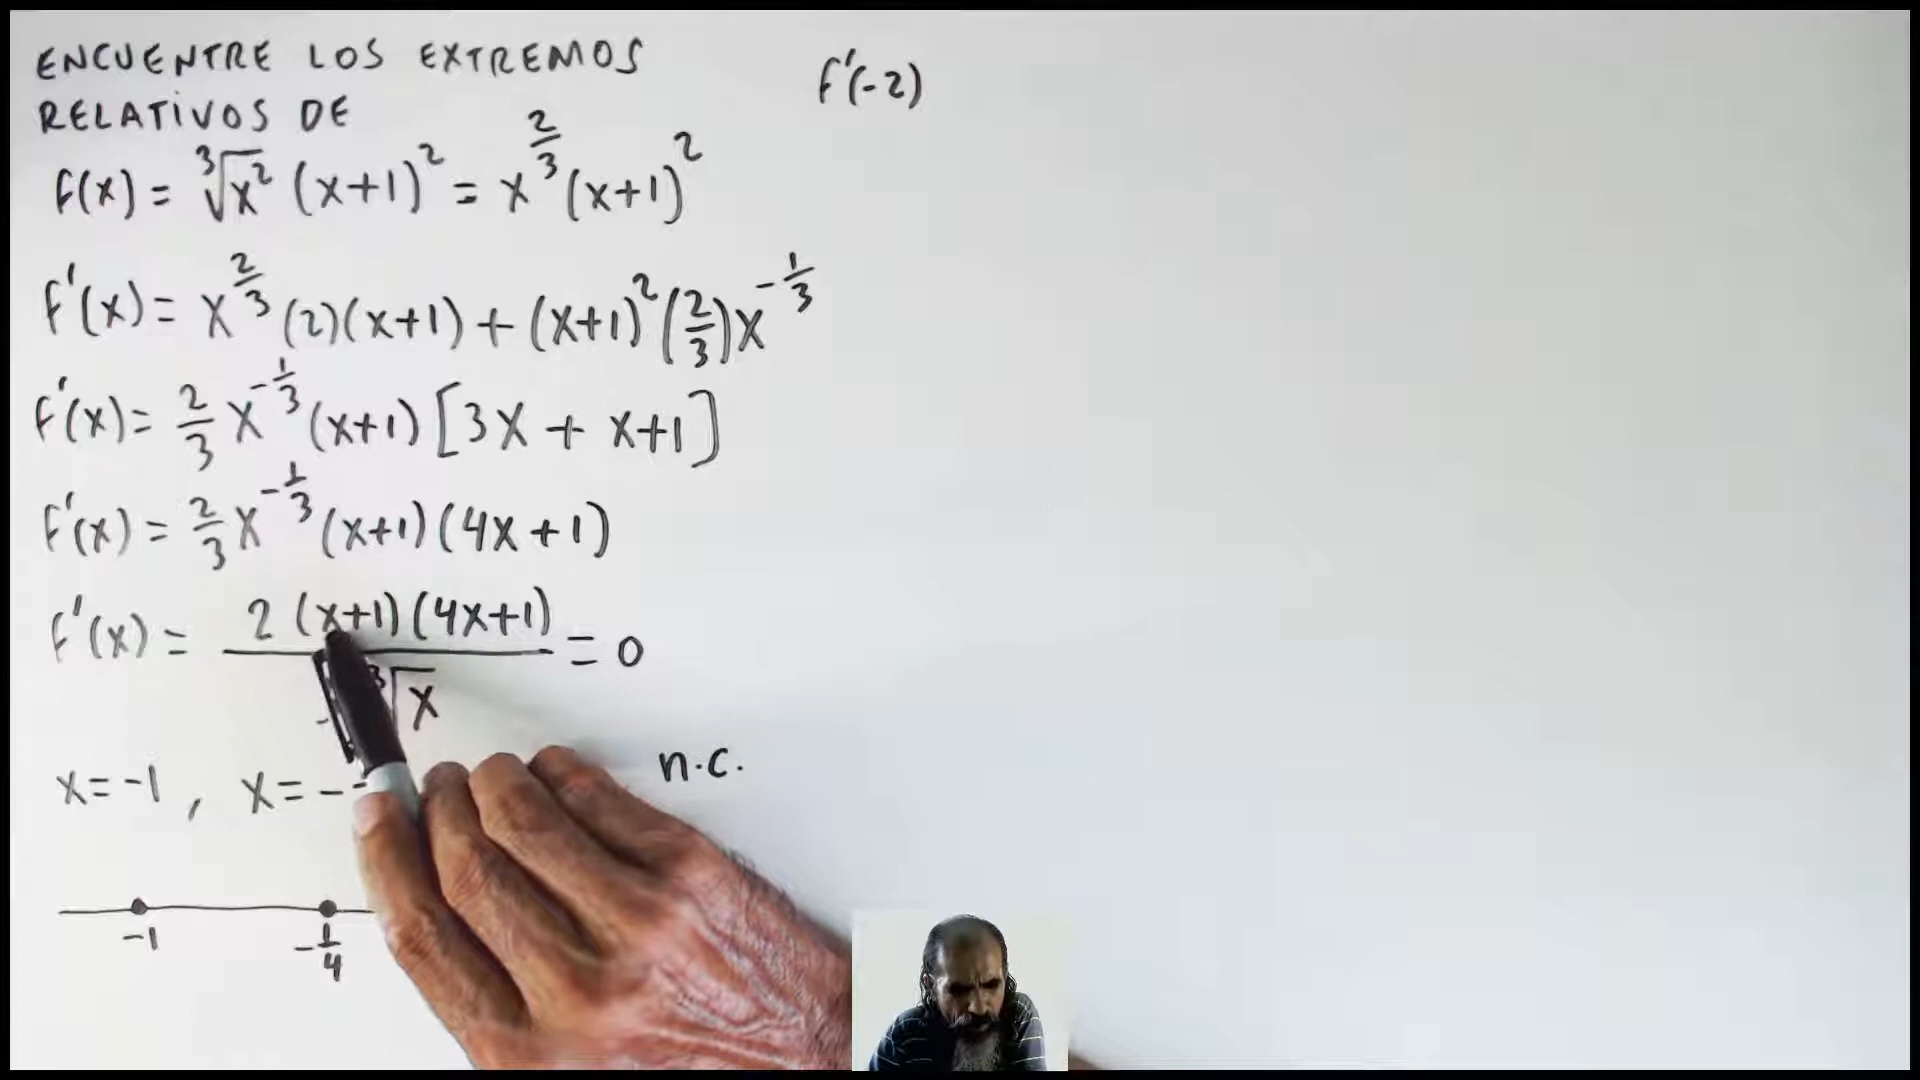 ENCUENTRE LOS EXTREMOS
RELATIVOS DE
f(x) = ∛x² (x+1)² = x^(2/3) (x+1)²
f'(x) = x^(2/3) (2)(x+1) + (x+1)² (2/3) x^(-1/3)
f'(x) = 2/3 x^(-1/3) (x+1) [3x + x+1]
f'(x) = 2/3 x^(-1/3) (x+1)(4x+1)
f'(x) = 2(x+1)(4x+1) / ∛x = 0
x = -1 , x = - n.c.
-1 -1/4
f'(-2)